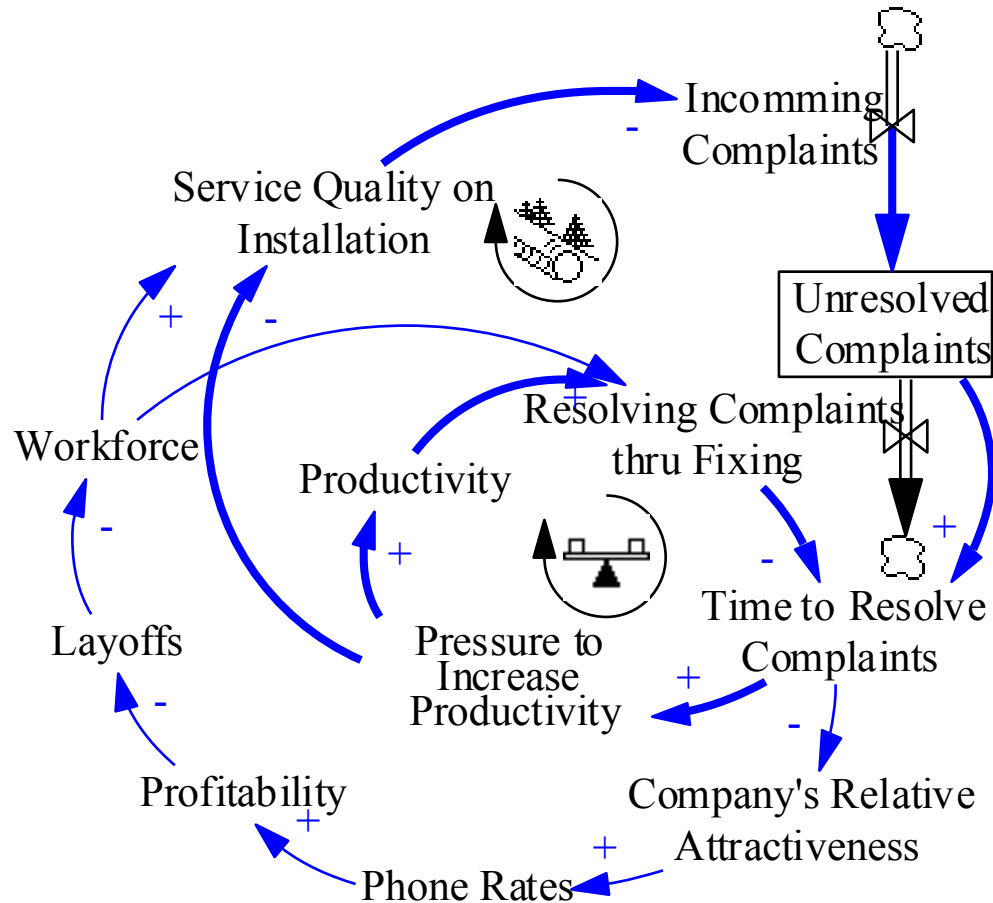 Incomming
Complaints
-
Service Quality on
Installation
Unresolved
Complaints
+
-
+
Resolving Complaints
thru Fixing
Workforce
Productivity
-
+
-
+
Time to Resolve
Complaints
Layoffs
Pressure to
Increase
Productivity
+
-
-
Profitability
+
Company's Relative
Attractiveness
+
Phone Rates